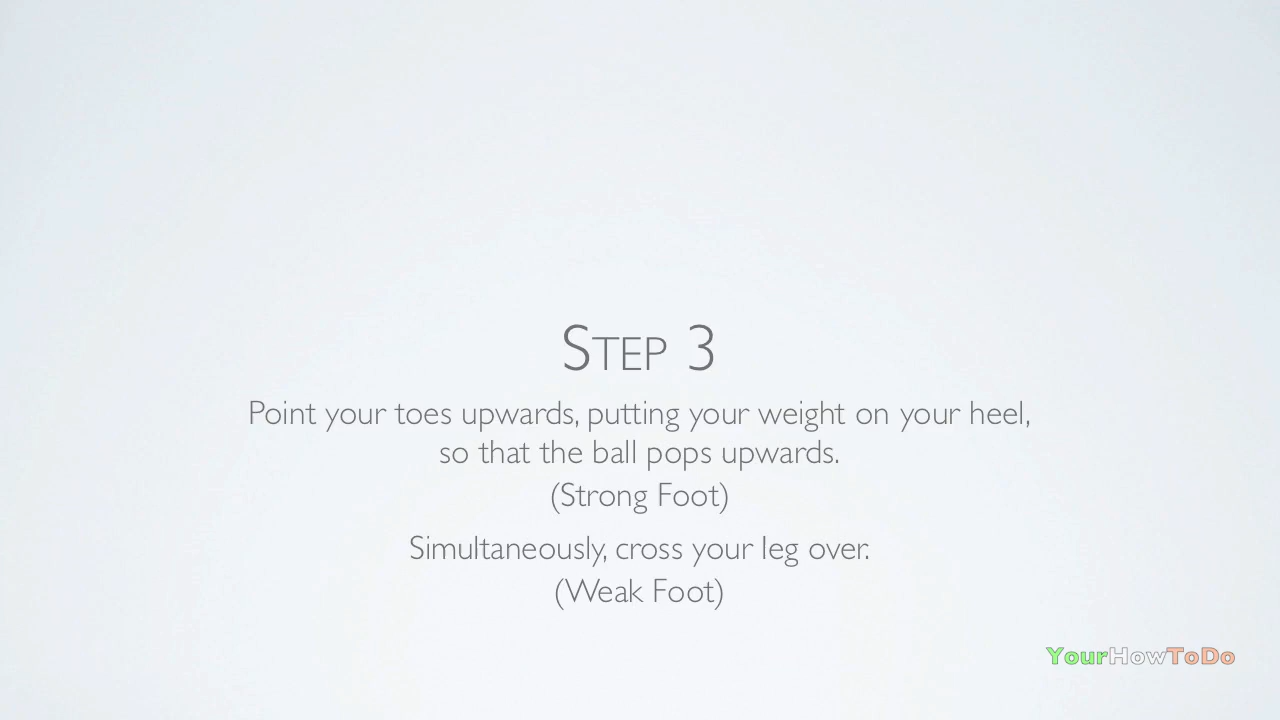 Step 3
Point your toes upwards, putting your weight on your heel,
so that the ball pops upwards.
(Strong Foot)
Simultaneously, cross your leg over.
(Weak Foot)
YourHowToDo